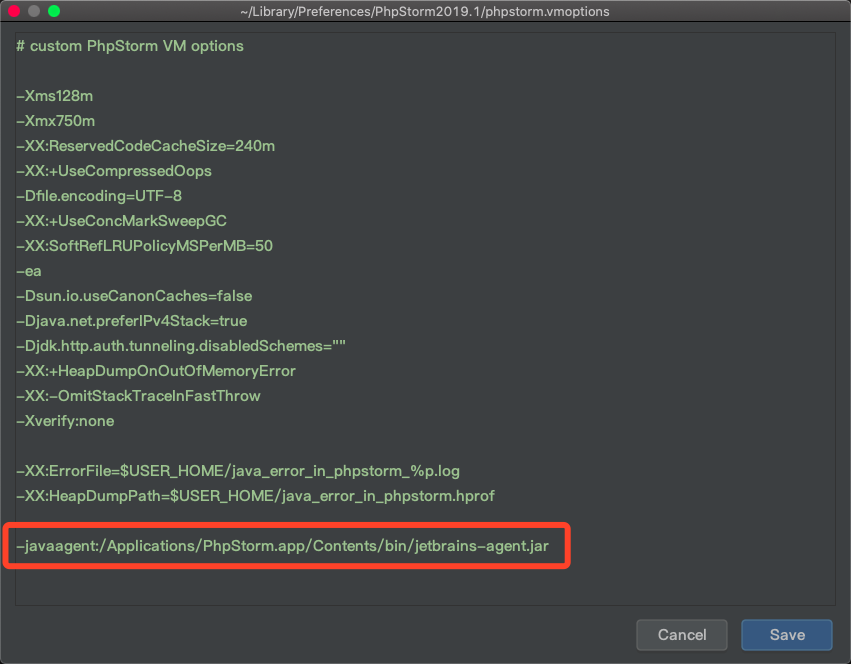 ~/Library/Preferences/PhpStorm2019.1/phpstorm.vmoptions
# custom PhpStorm VM options
-Xms128m
-Xmx750m
-XX:ReservedCodeCacheSize=240m
-XX:+UseCompressedOops
-Dfile.encoding=UTF-8
-XX:+UseConcMarkSweepGC
-XX:SoftRefLRUPolicyMSPerMB=50
-ea
-Dsun.io.useCanonCaches=false
-Djava.net.preferIPv4Stack=true
-Djdk.http.auth.tunneling.disabledSchemes=""
-XX:+HeapDumpOnOutOfMemoryError
-XX:-OmitStackTraceInFastThrow
-Xverify:none
-XX:ErrorFile=$USER_HOME/java_error_in_phpstorm_%p.log
-XX:HeapDumpPath=$USER_HOME/java_error_in_phpstorm.hprof
-javaagent:/Applications/PhpStorm.app/Contents/bin/jetbrains-agent.jar
Cancel Save